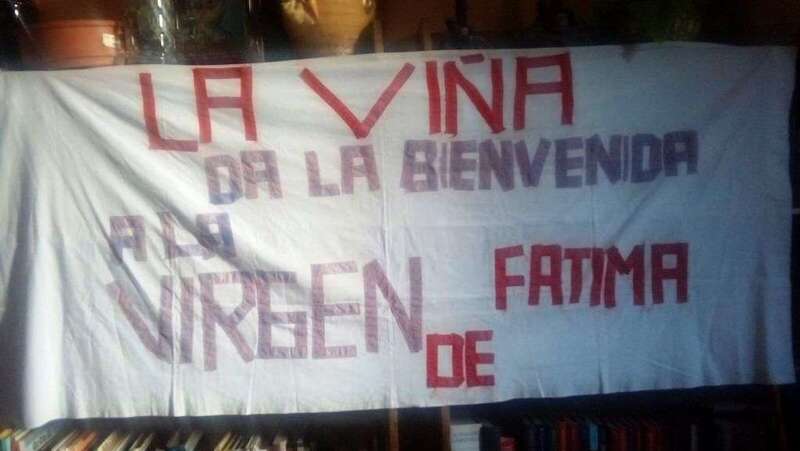 LA VIÑA
DA LA BIENVENIDA
A LA
VIRGEN DE FATIMA